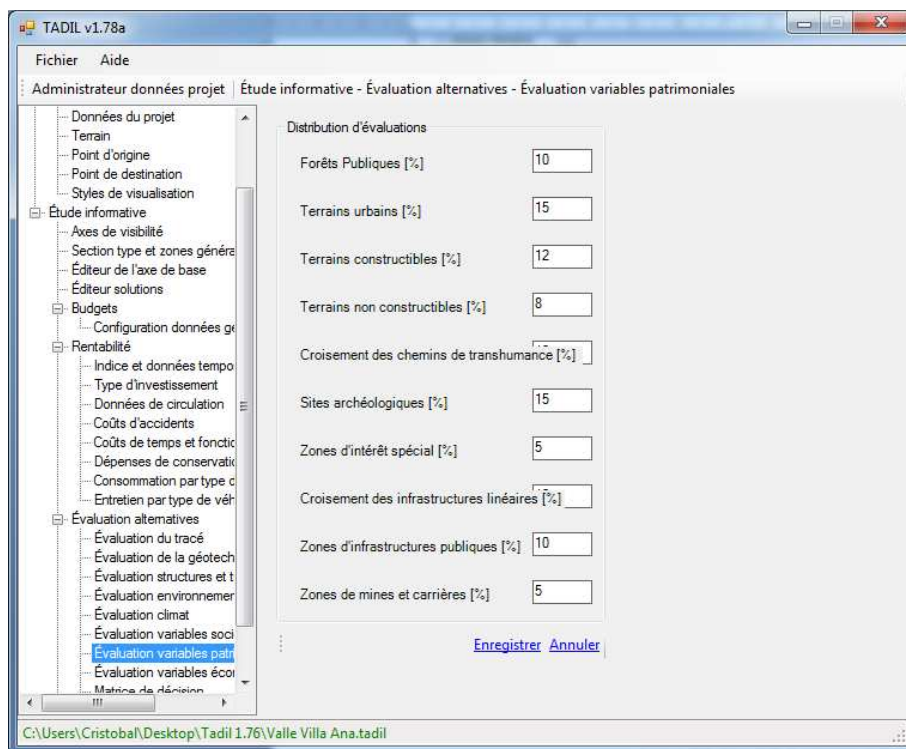 TADIL v1.78a
Fichier Aide
Administrateur données projet Étude informative - Évaluation alternatives - Évaluation variables patrimoniales
Données du projet
Terrain
Point d'origine
Point de destination
Styles de visualisation
Étude informative
Axes de visibilité
Section type et zones généra
Éditeur de l'axe de base
Éditeur solutions
Budgets
Configuration données gé
Rentabilité
Indice et données tempo
Type d'investissement
Données de circulation
Coûts d'accidents
Coûts de temps et fonctic
Dépenses de conservatic
Consommation par type d
Entretien par type de véh
Évaluation alternatives
Évaluation du tracé
Évaluation de la géotech
Évaluation structures et t
Évaluation environnemer
Évaluation climat
Évaluation variables soci
Évaluation variables patri
Évaluation variables écor
Matrice de décision
Distribution d'évaluations
Forêts Publiques [%] 10
Terrains urbains [%] 15
Terrains constructibles [%] 12
Terrains non constructibles [%] 8
Croisement des chemins de transhumance [%]
Sites archéologiques [%] 15
Zones d'intérêt spécial [%] 5
Croisement des infrastructures linéaires [%]
Zones d'infrastructures publiques [%] 10
Zones de mines et carrières [%] 5
Enregistrer Annuler
C:\Users\Cristobal\Desktop\Tadil 1.76\Valle Villa Ana.tadil